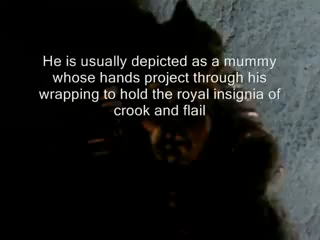 He is usually depicted as a mummy
whose hands project through his
wrapping to hold the royal insignia of
crook and flail